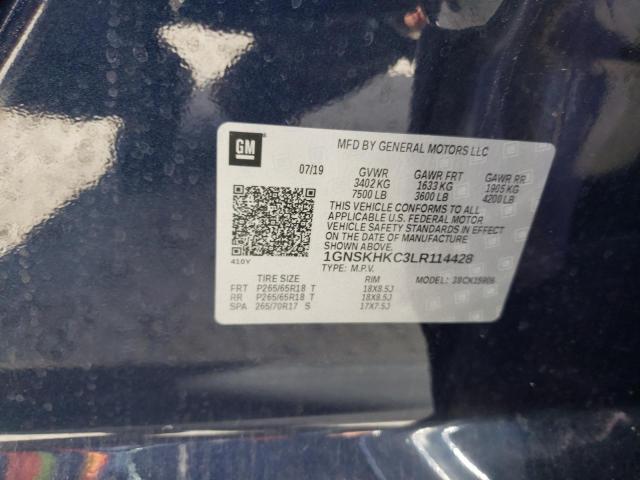 GM
MFD BY GENERAL MOTORS LLC
07/19 GVWR GAWR FRT GAWR RR
3402 KG 1633 KG 1905 KG
7500 LB 3600 LB 4200 LB
THIS VEHICLE CONFORMS TO ALL
APPLICABLE U.S. FEDERAL MOTOR
VEHICLE SAFETY STANDARDS IN EFFECT
ON THE DATE OF MANUFACTURE
SHOWN ABOVE.
410Y 1GNSKHKC3LR114428
TYPE: M.P.V. MODEL:
TIRE SIZE RIM
FRT P265/65R18 T 18X8.5J
RR P265/65R18 T 18X8.5J
SPA 265/70R17 S 17X7.5J